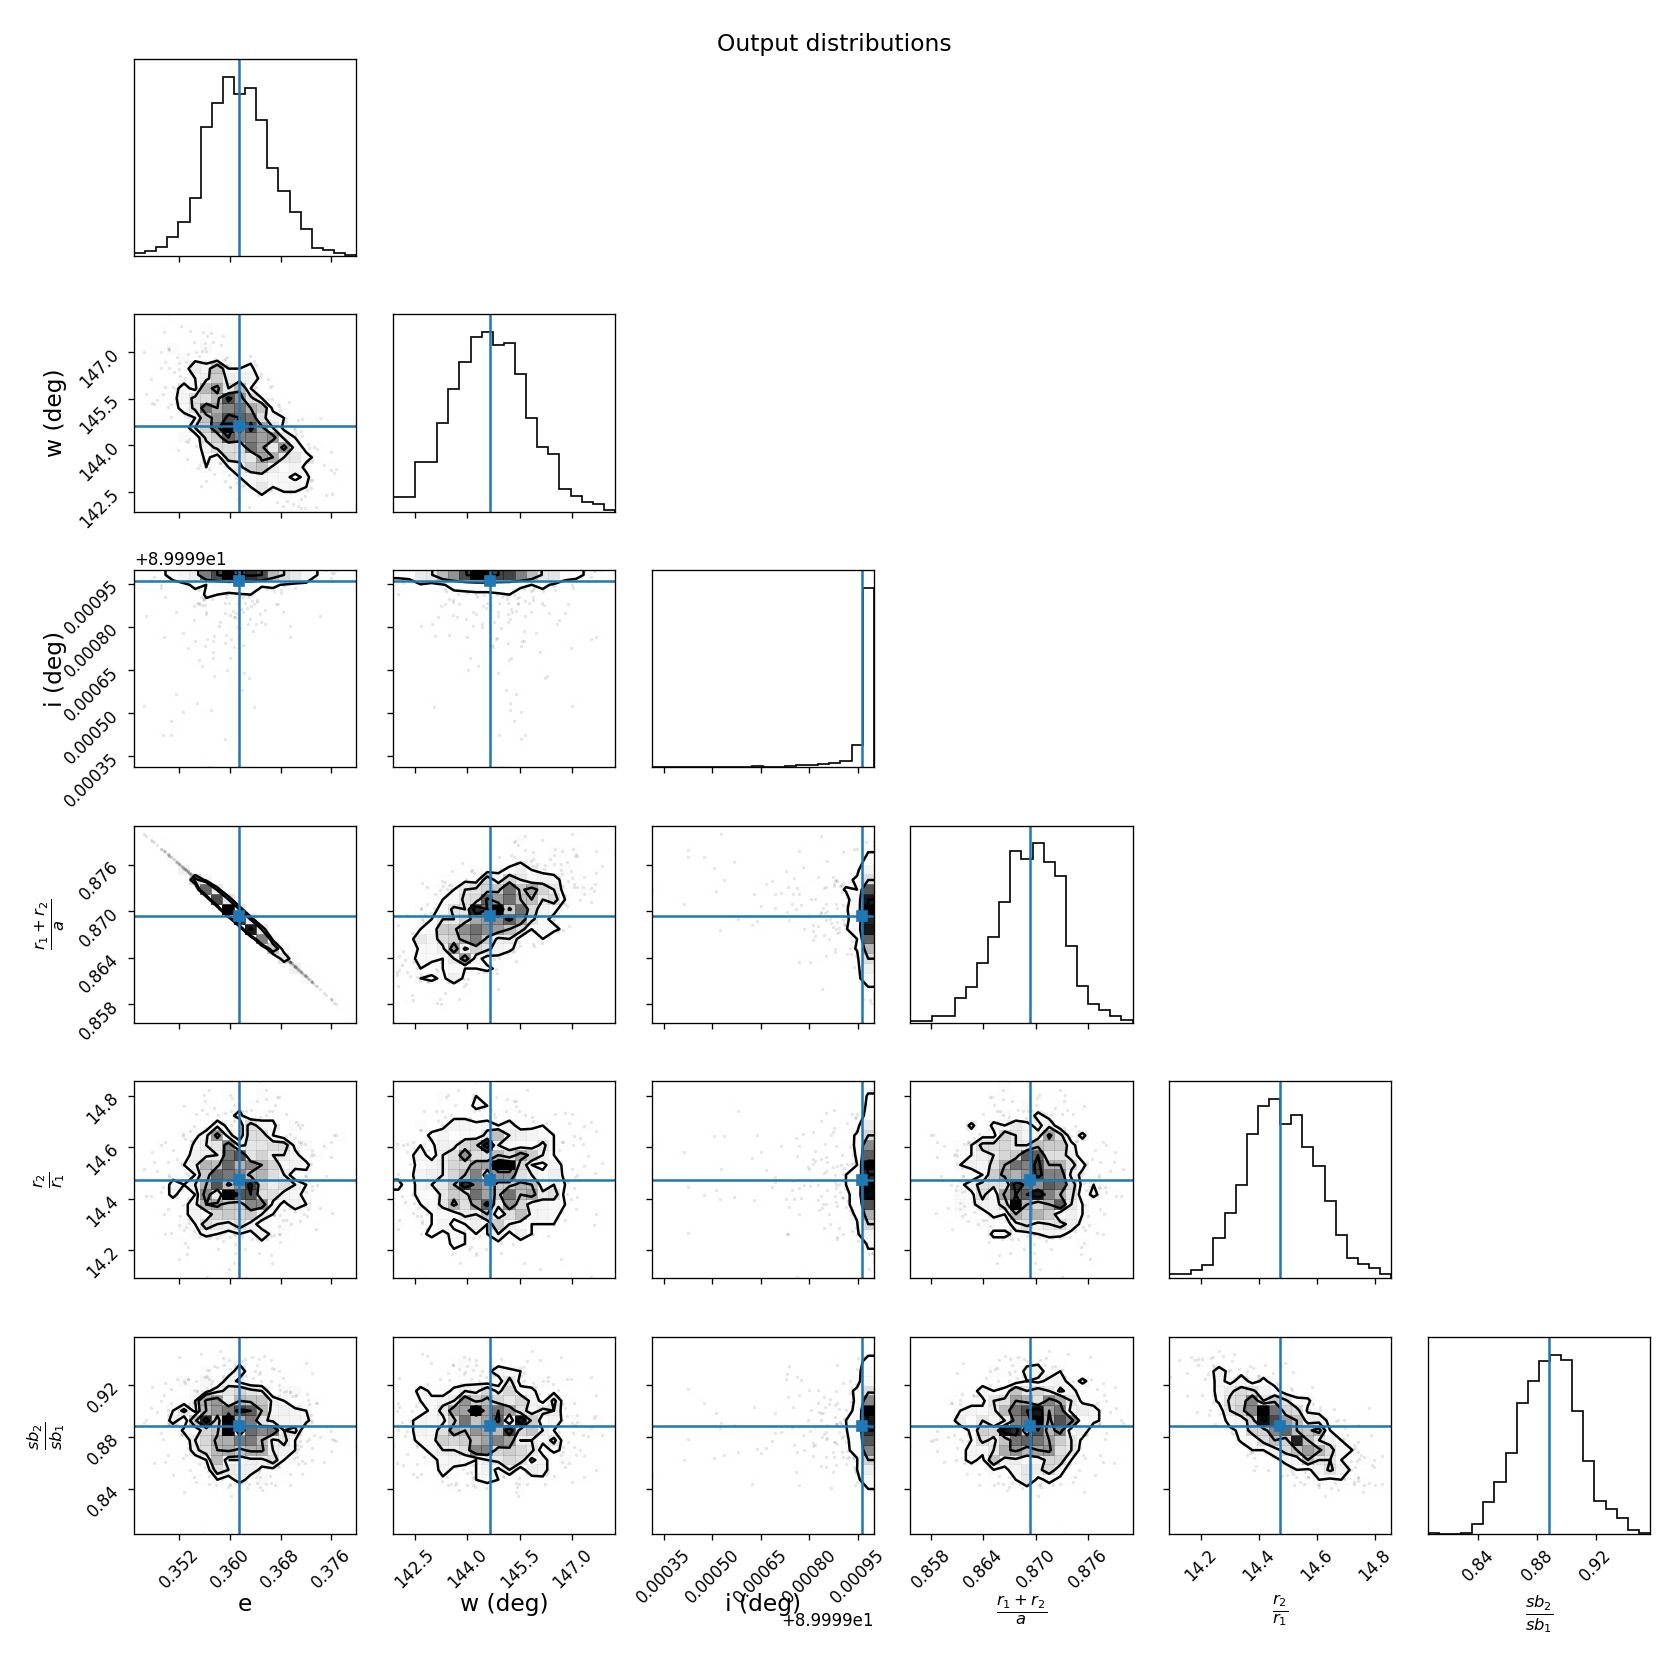 Output distributions
w (deg)
147.0
145.5
144.0
142.5
+8.9999e1
i (deg)
0.00095
0.00080
0.00065
0.00050
0.00035
r₁ + r₂
a
0.876
0.870
0.864
0.858
r₂
r₁
14.8
14.6
14.4
14.2
sb₂
sb₁
0.92
0.88
0.84
0.352 0.360 0.368 0.376 142.5 144.0 145.5 147.0 0.00035 0.00050 0.00065 0.00080 0.00095 0.858 0.864 0.870 0.876 14.2 14.4 14.6 14.8 0.84 0.88 0.92
e w (deg) i (deg) r₁ + r₂ r₂ sb₂
a r₁ sb₁
+8.9999e1